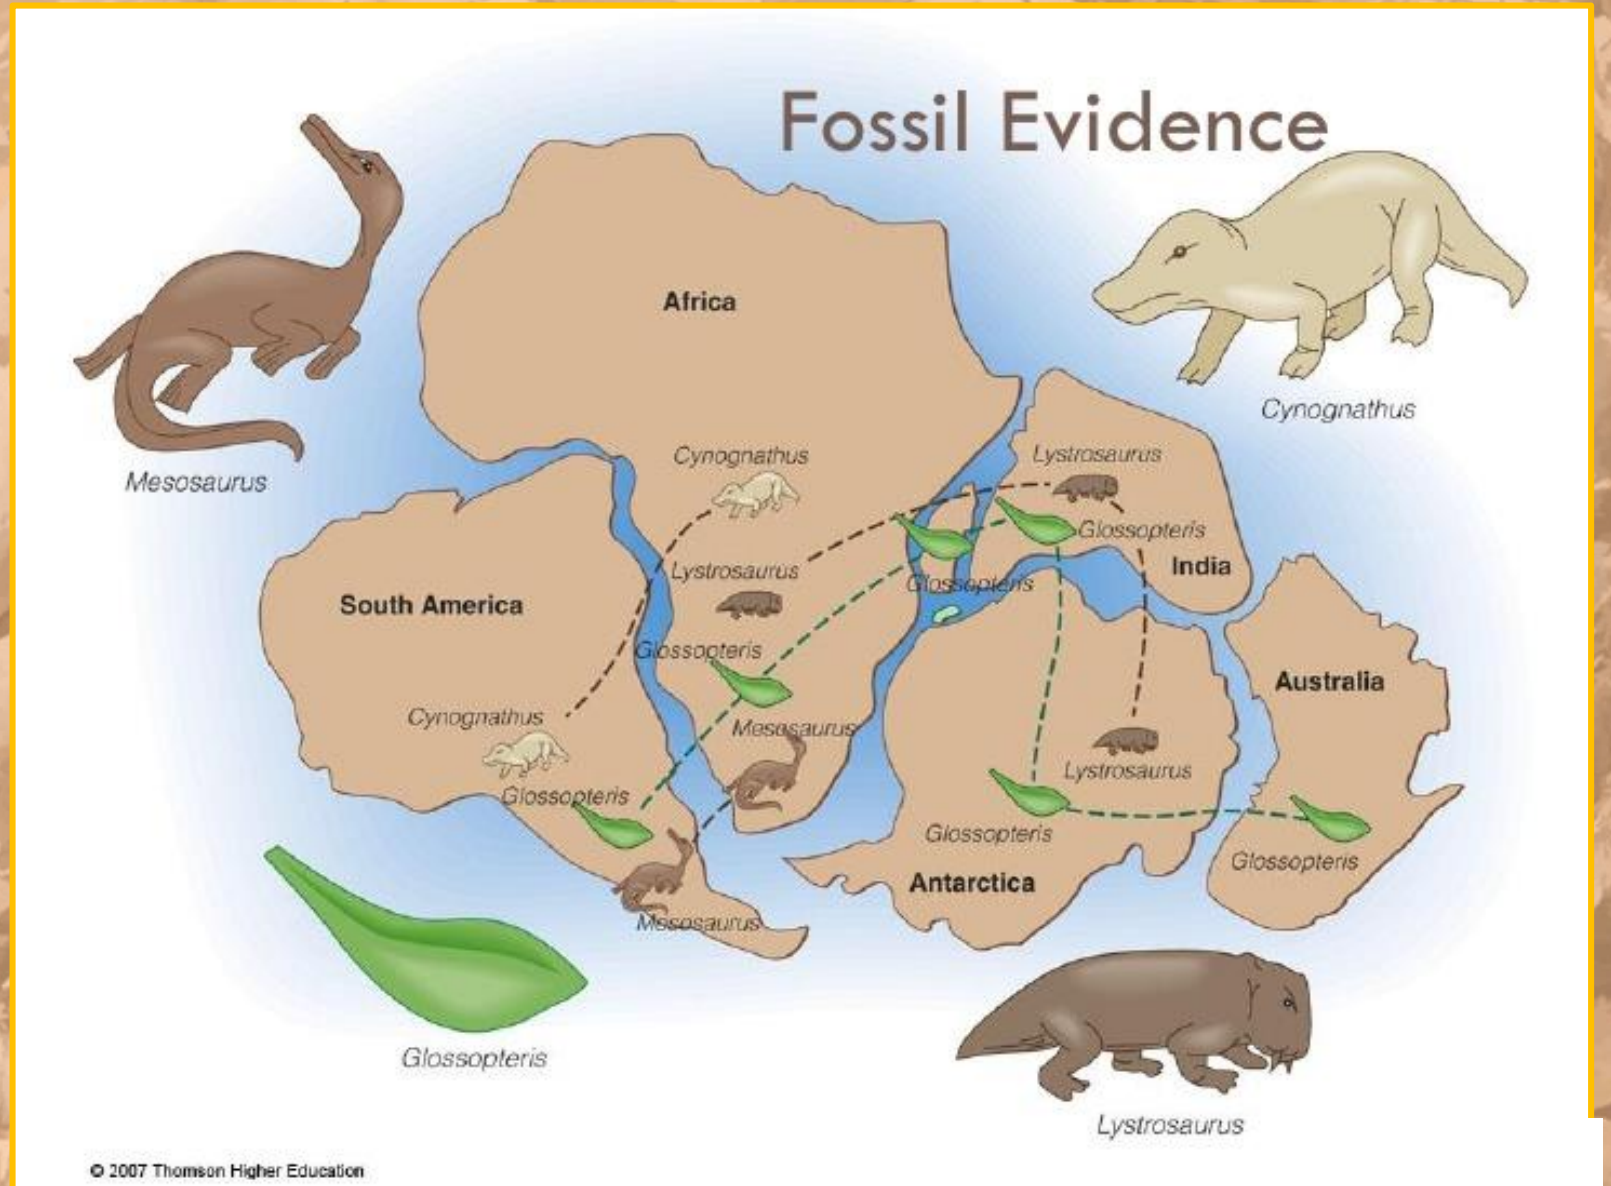 Fossil Evidence
Africa
Cynognathus
Mesosaurus
Cynognathus
Lystrosaurus
Glossopteris
India
Lystrosaurus
Glossopteris
South America
Glossopteris
Australia
Cynognathus
Mesosaurus
Lystrosaurus
Glossopteris
Glossopteris
Glossopteris
Antarctica
Mesosaurus
Glossopteris
Lystrosaurus
© 2007 Thomson Higher Education